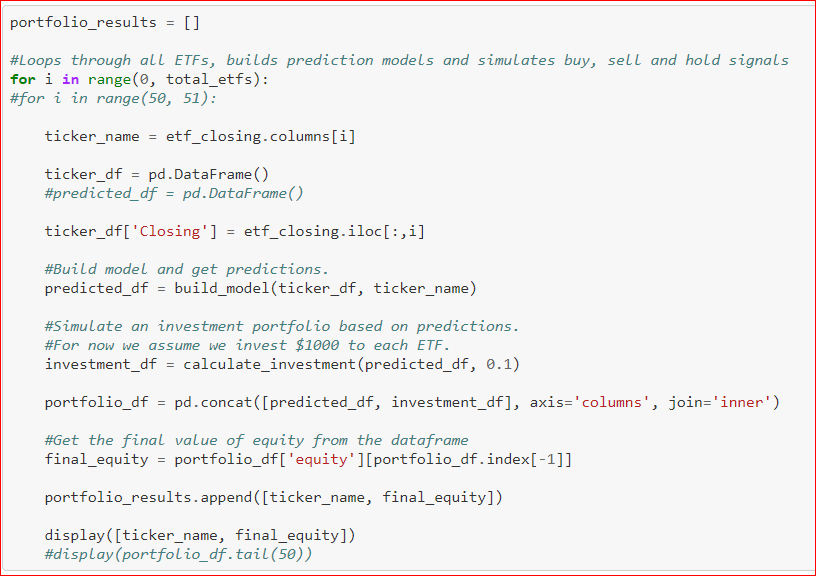 portfolio_results = []
#Loops through all ETFs, builds prediction models and simulates buy, sell and hold signals
for i in range(0, total_etfs):
#for i in range(50, 51):
    ticker_name = etf_closing.columns[i]
    ticker_df = pd.DataFrame()
    #predicted_df = pd.DataFrame()
    ticker_df['Closing'] = etf_closing.iloc[:,i]
    #Build model and get predictions.
    predicted_df = build_model(ticker_df, ticker_name)
    #Simulate an investment portfolio based on predictions.
    #For now we assume we invest $1000 to each ETF.
    investment_df = calculate_investment(predicted_df, 0.1)
    portfolio_df = pd.concat([predicted_df, investment_df], axis='columns', join='inner')
    #Get the final value of equity from the dataframe
    final_equity = portfolio_df['equity'][portfolio_df.index[-1]]
    portfolio_results.append([ticker_name, final_equity])
    display([ticker_name, final_equity])
    #display(portfolio_df.tail(50))